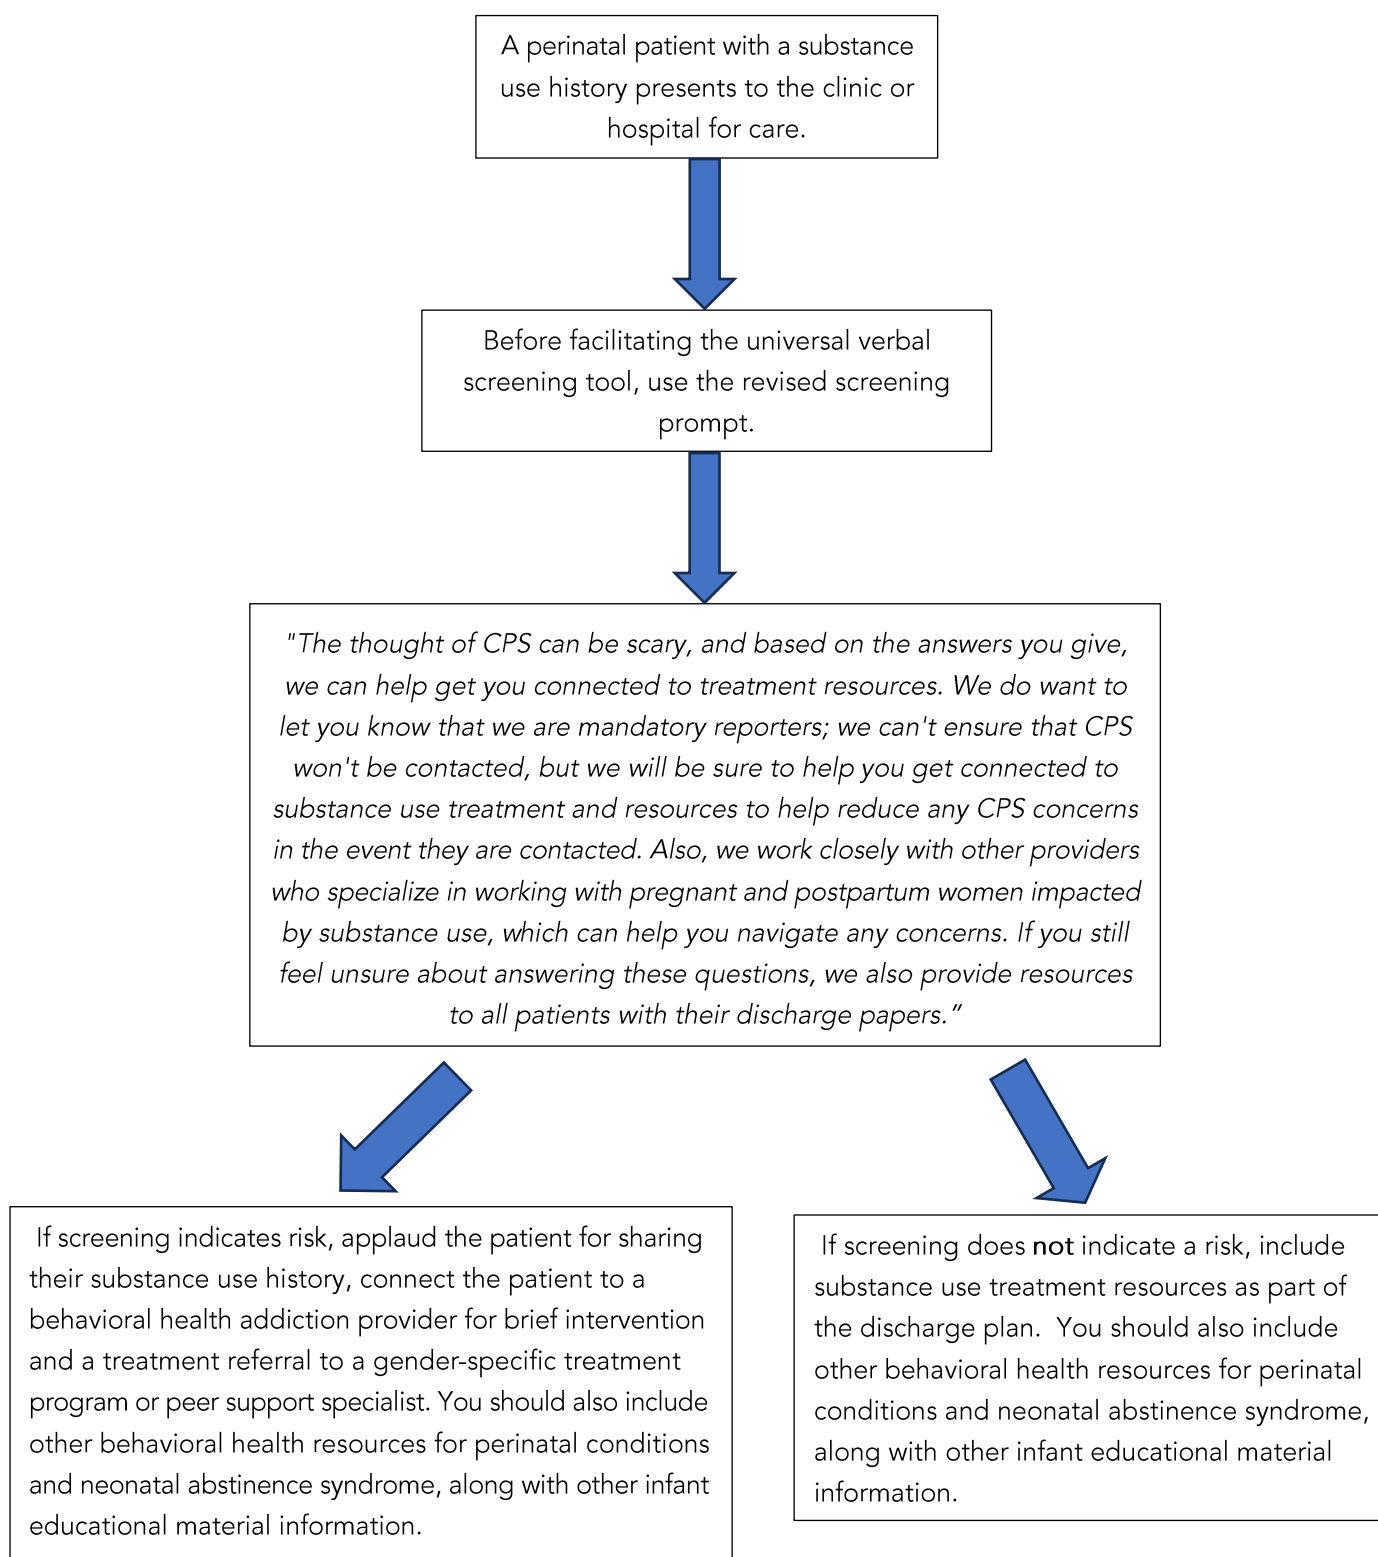 A perinatal patient with a substance
use history presents to the clinic or
hospital for care.
Before facilitating the universal verbal
screening tool, use the revised screening
prompt.
"The thought of CPS can be scary, and based on the answers you give,
we can help get you connected to treatment resources. We do want to
let you know that we are mandatory reporters; we can't ensure that CPS
won't be contacted, but we will be sure to help you get connected to
substance use treatment and resources to help reduce any CPS concerns
in the event they are contacted. Also, we work closely with other providers
who specialize in working with pregnant and postpartum women impacted
by substance use, which can help you navigate any concerns. If you still
feel unsure about answering these questions, we also provide resources
to all patients with their discharge papers.”
If screening indicates risk, applaud the patient for sharing
their substance use history, connect the patient to a
behavioral health addiction provider for brief intervention
and a treatment referral to a gender-specific treatment
program or peer support specialist. You should also include
other behavioral health resources for perinatal conditions
and neonatal abstinence syndrome, along with other infant
educational material information.
If screening does not indicate a risk, include
substance use treatment resources as part of
the discharge plan.  You should also include
other behavioral health resources for perinatal
conditions and neonatal abstinence syndrome,
along with other infant educational material
information.